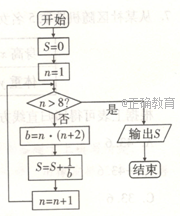 开始
S=0
n=1
n>8?
是
@正确教育
否
b=n·(n+2)
输出S
S=S+1/b
结束
n=n+1